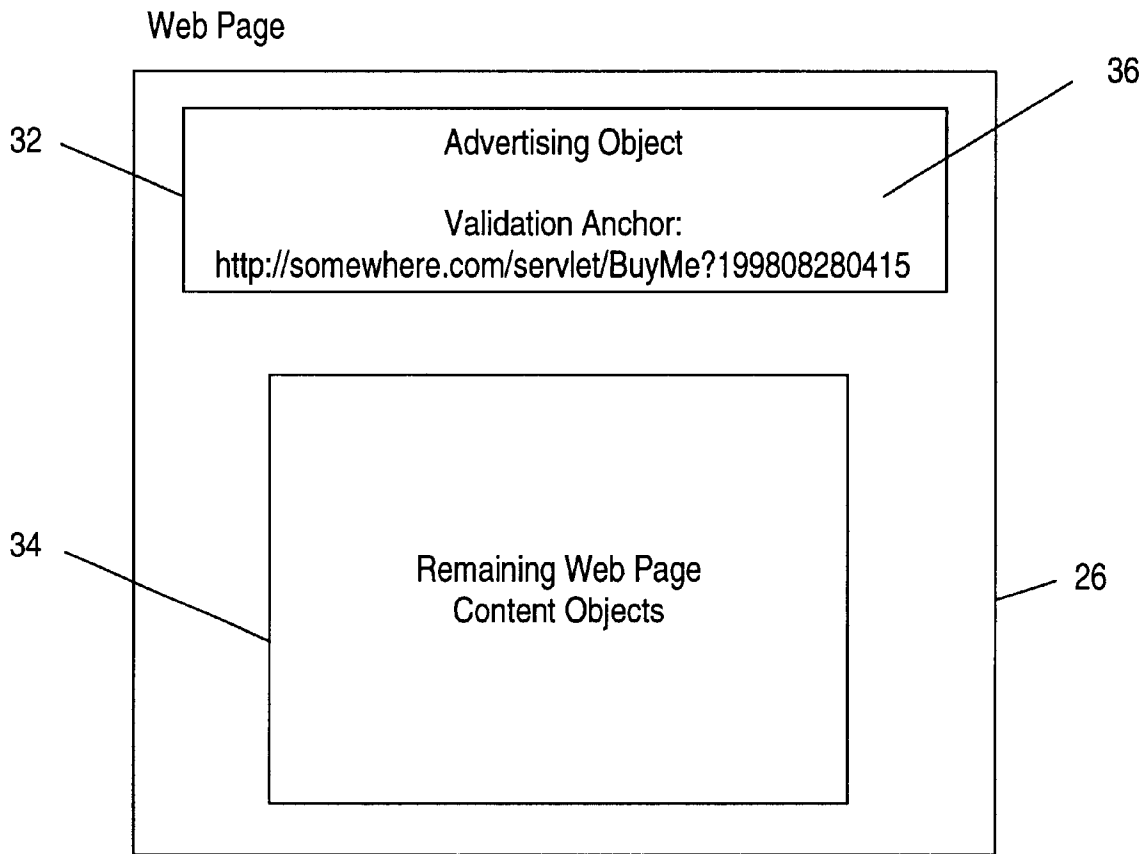 Web Page
36
32
Advertising Object
Validation Anchor:
http://somewhere.com/servlet/BuyMe?199808280415
34
Remaining Web Page
Content Objects
26